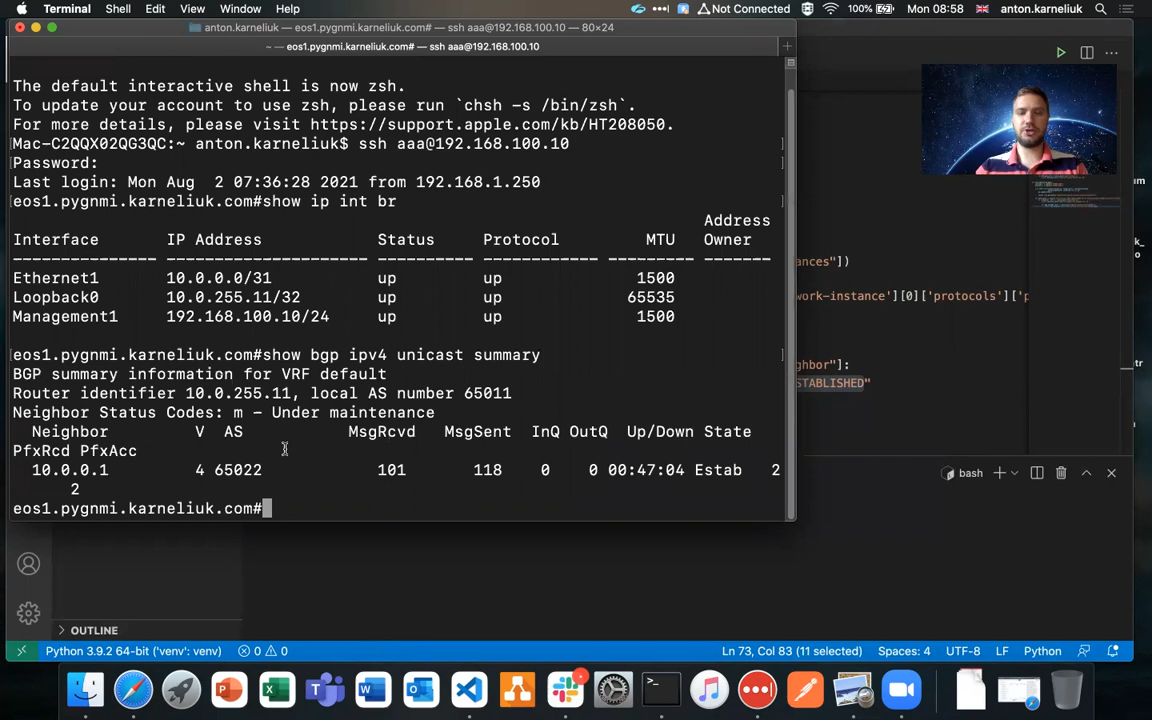 Terminal Shell Edit View Window Help Not Connected 100% Mon 08:58 anton.karneliuk
anton.karneliuk — eos1.pygnmi.karneliuk.com# — ssh aaa@192.168.100.10 — 80×24
~ — eos1.pygnmi.karneliuk.com# — ssh aaa@192.168.100.10
The default interactive shell is now zsh.
To update your account to use zsh, please run `chsh -s /bin/zsh`.
For more details, please visit https://support.apple.com/kb/HT208050.
Mac-C2QQX02QG3QC:~ anton.karneliuk$ ssh aaa@192.168.100.10
Password:
Last login: Mon Aug  2 07:36:28 2021 from 192.168.1.250
eos1.pygnmi.karneliuk.com#show ip int br
Address
Interface IP Address Status Protocol MTU Owner
--------------- --------------------- ---------- ------------ --------- -------
Ethernet1 10.0.0.0/31 up up 1500
Loopback0 10.0.255.11/32 up up 65535
Management1 192.168.100.10/24 up up 1500
eos1.pygnmi.karneliuk.com#show bgp ipv4 unicast summary
BGP summary information for VRF default
Router identifier 10.0.255.11, local AS number 65011
Neighbor Status Codes: m - Under maintenance
Neighbor V AS MsgRcvd MsgSent InQ OutQ Up/Down State
PfxRcd PfxAcc
10.0.0.1 4 65022 101 118 0 0 00:47:04 Estab 2
2
eos1.pygnmi.karneliuk.com#
ances"])
work-instance'][0]['protocols']['p
ghbor"]:
STABLISHED"
bash
OUTLINE
Python 3.9.2 64-bit ('venv': venv) 0 0 Ln 73, Col 83 (11 selected) Spaces: 4 UTF-8 LF Python